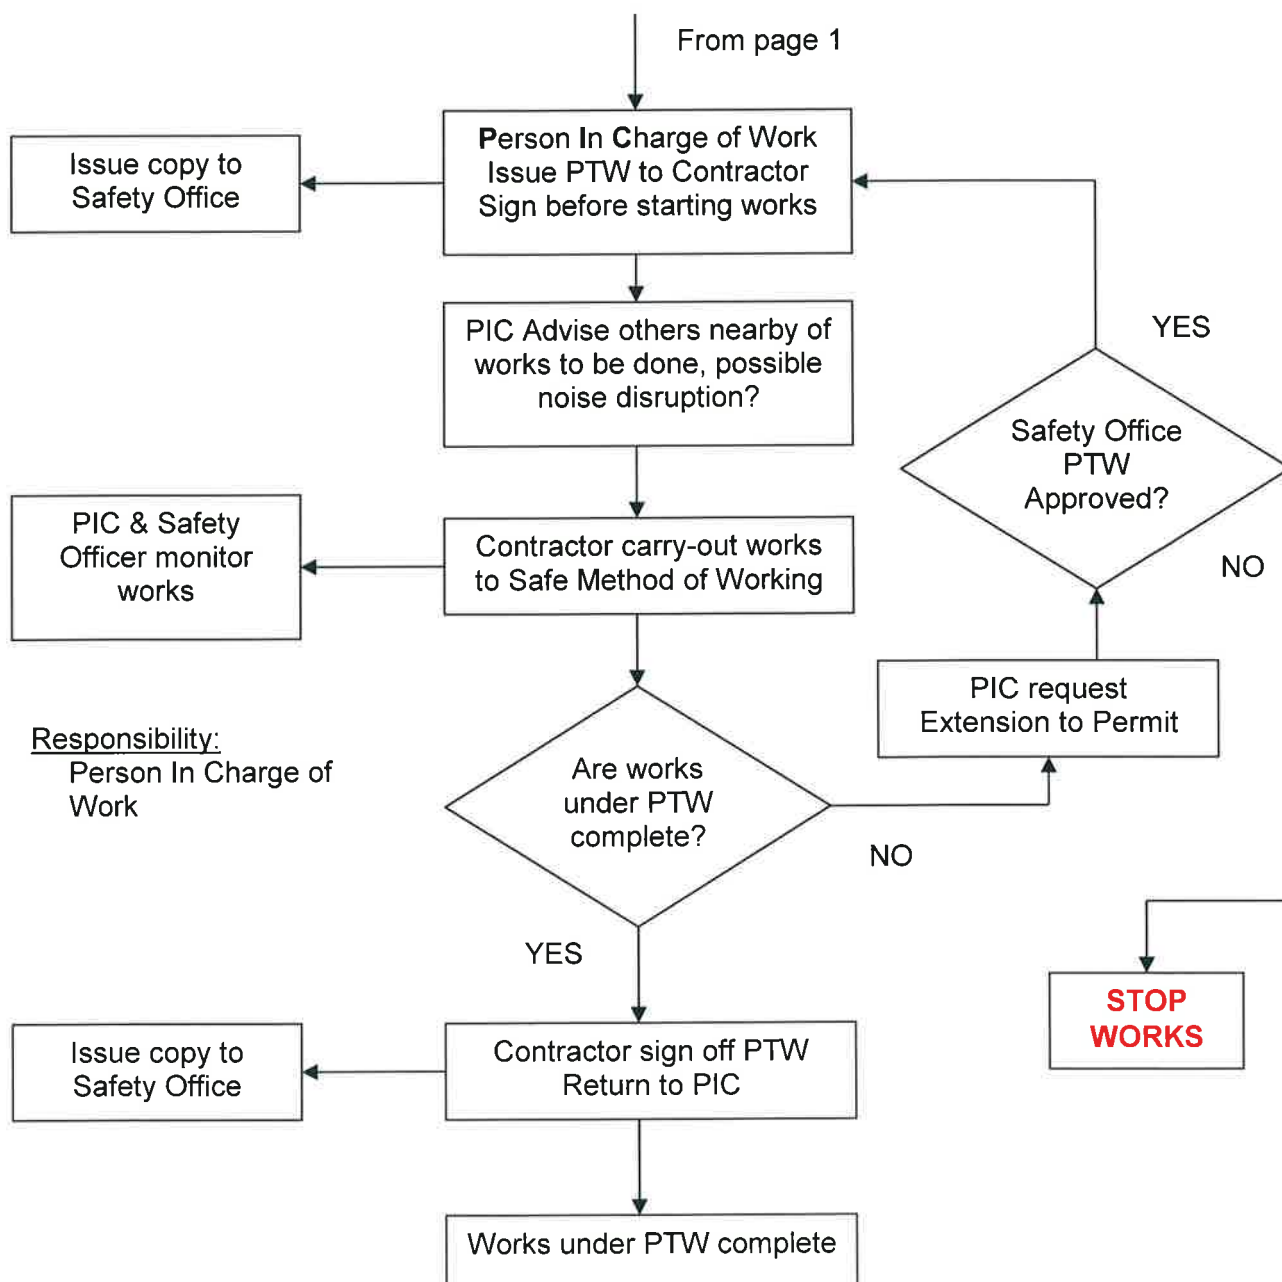 From page 1
Person In Charge of Work
Issue PTW to Contractor
Sign before starting works
Issue copy to
Safety Office
PIC Advise others nearby of
works to be done, possible
noise disruption?
YES
Safety Office
PTW
Approved?
NO
PIC & Safety
Officer monitor
works
Contractor carry-out works
to Safe Method of Working
PIC request
Extension to Permit
Responsibility:
Person In Charge of
Work
Are works
under PTW
complete?
NO
YES
STOP
WORKS
Issue copy to
Safety Office
Contractor sign off PTW
Return to PIC
Works under PTW complete